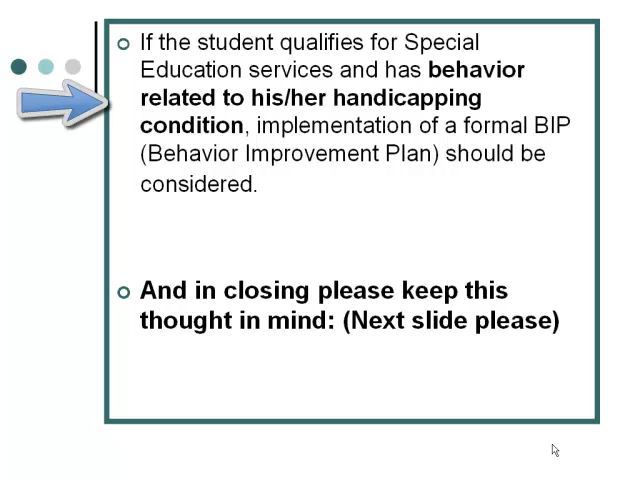 If the student qualifies for Special
Education services and has behavior
related to his/her handicapping
condition, implementation of a formal BIP
(Behavior Improvement Plan) should be
considered.
And in closing please keep this
thought in mind: (Next slide please)